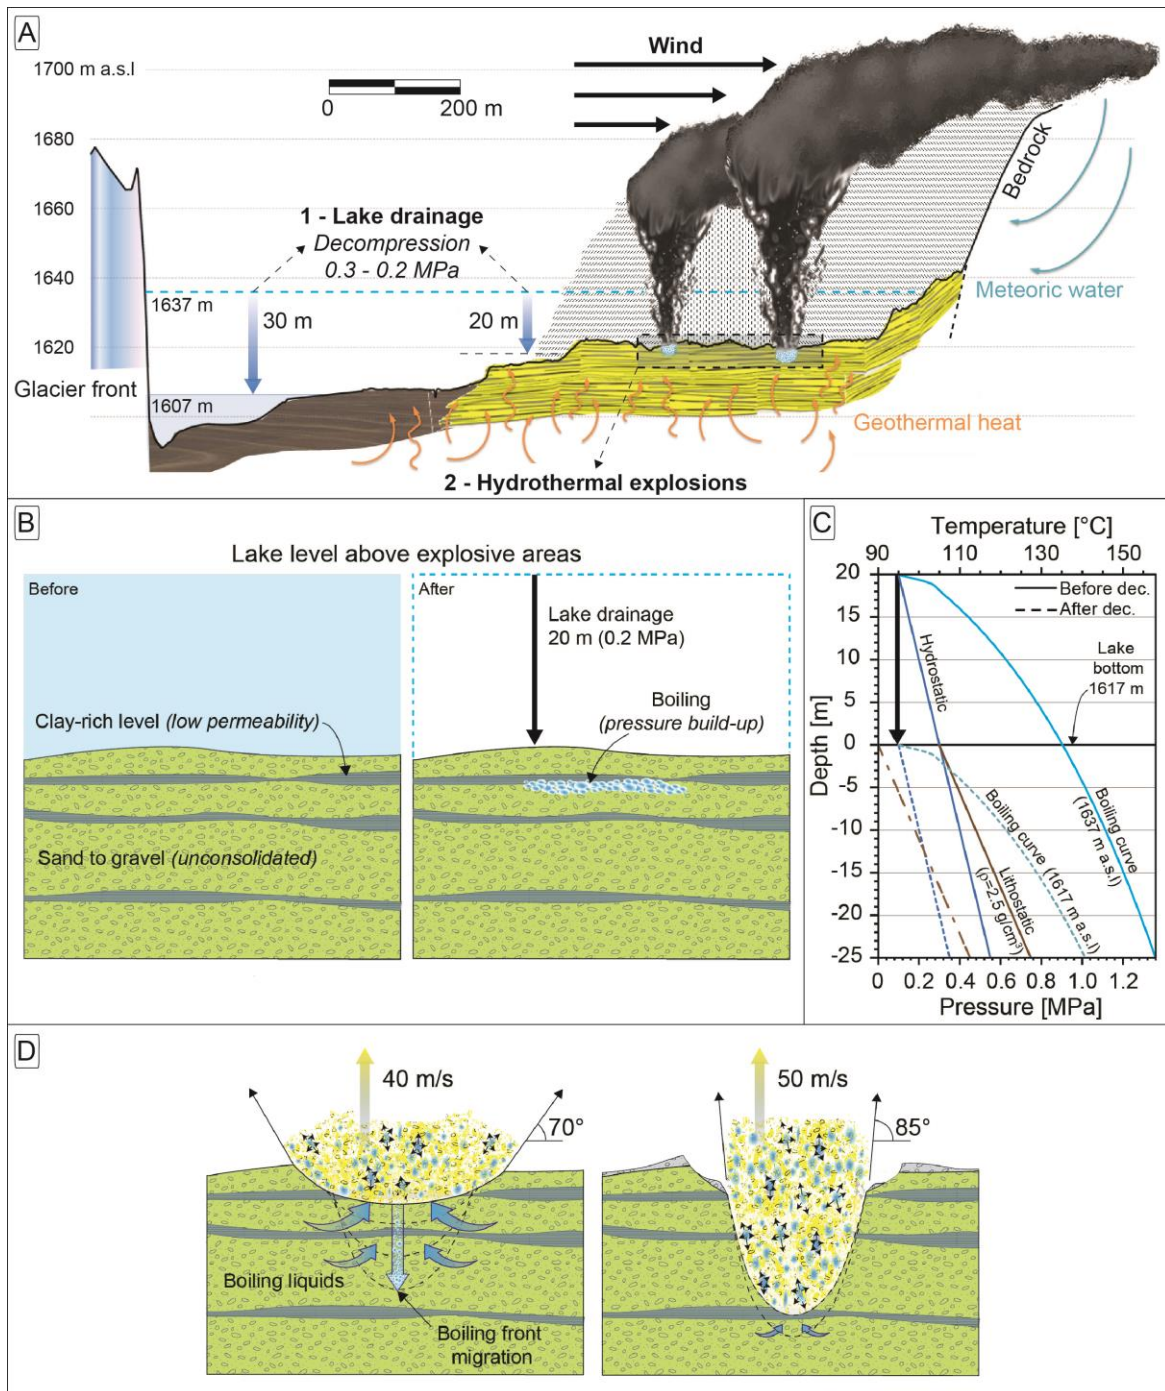 A
1700 m a.s.l
1680
1660
1640
1620
0
200 m
Wind
Bedrock
Meteoric water
1 - Lake drainage
Decompression
0.3 - 0.2 MPa
1637 m
30 m
20 m
Glacier front
1607 m
Geothermal heat
2 - Hydrothermal explosions
B
Lake level above explosive areas
Before
Clay-rich level (low permeability)
Sand to gravel (unconsolidated)
After
Lake drainage
20 m (0.2 MPa)
Boiling
(pressure build-up)
C
Temperature [°C]
90 110 130 150
20
15
10
5
0
-5
-10
-15
-20
-25
Depth [m]
Before dec.
After dec.
Lake
bottom
1617 m
Hydrostatic
Boiling curve
(1637 m a.s.l)
Boiling curve (1617 m a.s.l)
Lithostatic
(ρ=2.5 g/cm³)
0 0.2 0.4 0.6 0.8 1.0 1.2
Pressure [MPa]
D
40 m/s
70°
Boiling liquids
Boiling front
migration
50 m/s
85°